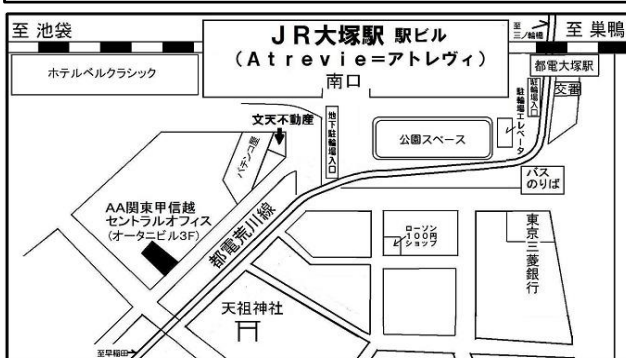 至 池袋
JR大塚駅 駅ビル
(Atrevie=アトレヴィ)
南口
至
三ノ輪橋
至 巣鴨
ホテルベルクラシック
都電大塚駅
交番
駐輪場入口
駐輪場エレベータ
文天不動産
地下駐輪場入口
公園スペース
パチンコ屋
バス
のりば
AA関東甲信越
セントラルオフィス
(オータニビル3F)
都電荒川線
ローソン
100円
ショップ
東京三菱銀行
天祖神社
至早稲田